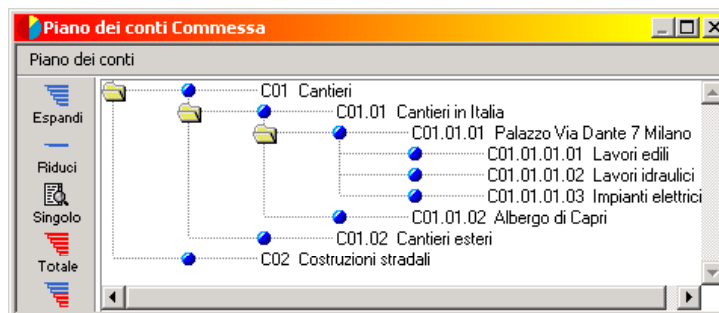 Piano dei conti Commessa
Piano dei conti
Espandi
Riduci
Singolo
Totale
C01 Cantieri
C01.01 Cantieri in Italia
C01.01.01 Palazzo Via Dante 7 Milano
C01.01.01.01 Lavori edili
C01.01.01.02 Lavori idraulici
C01.01.01.03 Impianti elettrici
C01.01.02 Albergo di Capri
C01.02 Cantieri esteri
C02 Costruzioni stradali